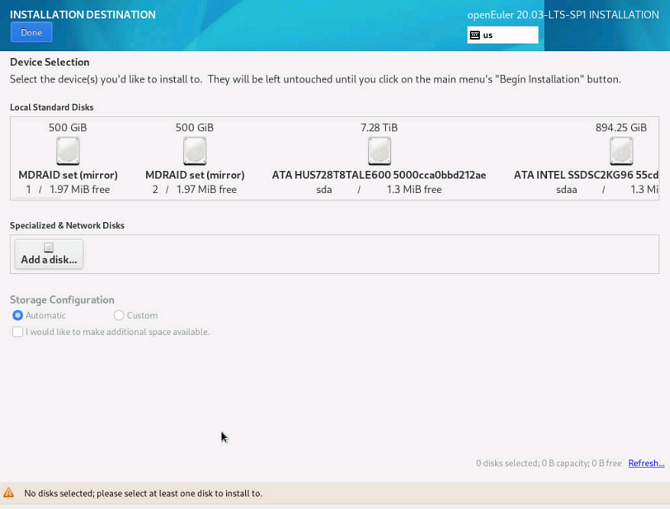 INSTALLATION DESTINATION
openEuler 20.03-LTS-SP1 INSTALLATION
Done
us
Device Selection
Select the device(s) you'd like to install to. They will be left untouched until you click on the main menu's "Begin Installation" button.
Local Standard Disks
500 GiB
500 GiB
7.28 TiB
894.25 GiB
MDRAID set (mirror)
MDRAID set (mirror)
ATA HUS728T8TALE600 5000cca0bbd212ae
ATA INTEL SSDSC2KG96 55cd
1 / 1.97 MiB free
2 / 1.97 MiB free
sda / 1.3 MiB free
sdaa / 1.3 Mi
Specialized & Network Disks
Add a disk...
Storage Configuration
Automatic
Custom
I would like to make additional space available.
0 disks selected; 0 B capacity; 0 B free Refresh...
No disks selected; please select at least one disk to install to.